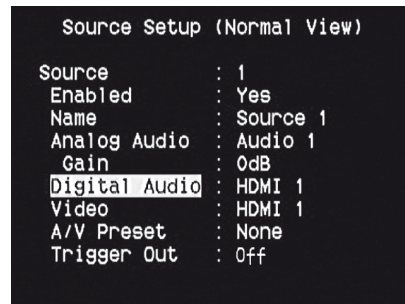 Source Setup (Normal View)
Source : 1
Enabled : Yes
Name : Source 1
Analog Audio : Audio 1
Gain : 0dB
Digital Audio : HDMI 1
Video : HDMI 1
A/V Preset : None
Trigger Out : Off